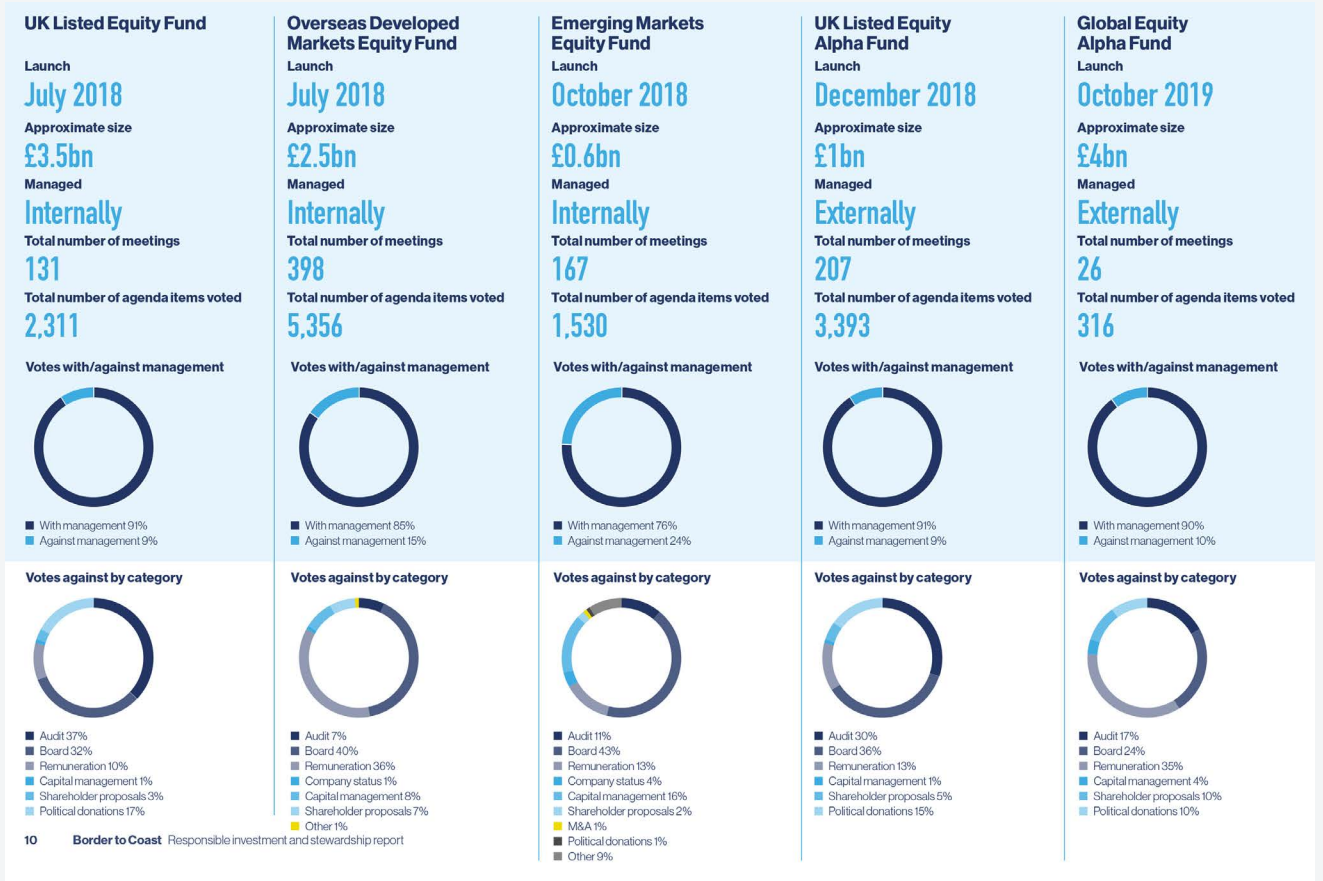 UK Listed Equity Fund
Launch
July 2018
Approximate size
£3.5bn
Managed
Internally
Total number of meetings
131
Total number of agenda items voted
2,311
Votes with/against management
With management 91%
Against management 9%
Votes against by category
Audit 37%
Board 32%
Remuneration 10%
Capital management 1%
Shareholder proposals 3%
Political donations 17%
Overseas Developed
Markets Equity Fund
Launch
July 2018
Approximate size
£2.5bn
Managed
Internally
Total number of meetings
398
Total number of agenda items voted
5,356
Votes with/against management
With management 85%
Against management 15%
Votes against by category
Audit 7%
Board 40%
Remuneration 36%
Company status 1%
Capital management 8%
Shareholder proposals 7%
Other 1%
Emerging Markets
Equity Fund
Launch
October 2018
Approximate size
£0.6bn
Managed
Internally
Total number of meetings
167
Total number of agenda items voted
1,530
Votes with/against management
With management 76%
Against management 24%
Votes against by category
Audit 11%
Board 43%
Remuneration 13%
Company status 4%
Capital management 16%
Shareholder proposals 2%
M&A 1%
Political donations 1%
Other 9%
UK Listed Equity
Alpha Fund
Launch
December 2018
Approximate size
£1bn
Managed
Externally
Total number of meetings
207
Total number of agenda items voted
3,393
Votes with/against management
With management 91%
Against management 9%
Votes against by category
Audit 30%
Board 36%
Remuneration 13%
Capital management 1%
Shareholder proposals 5%
Political donations 15%
Global Equity
Alpha Fund
Launch
October 2019
Approximate size
£4bn
Managed
Externally
Total number of meetings
26
Total number of agenda items voted
316
Votes with/against management
With management 90%
Against management 10%
Votes against by category
Audit 17%
Board 24%
Remuneration 35%
Capital management 4%
Shareholder proposals 10%
Political donations 10%
10 Border to Coast Responsible investment and stewardship report